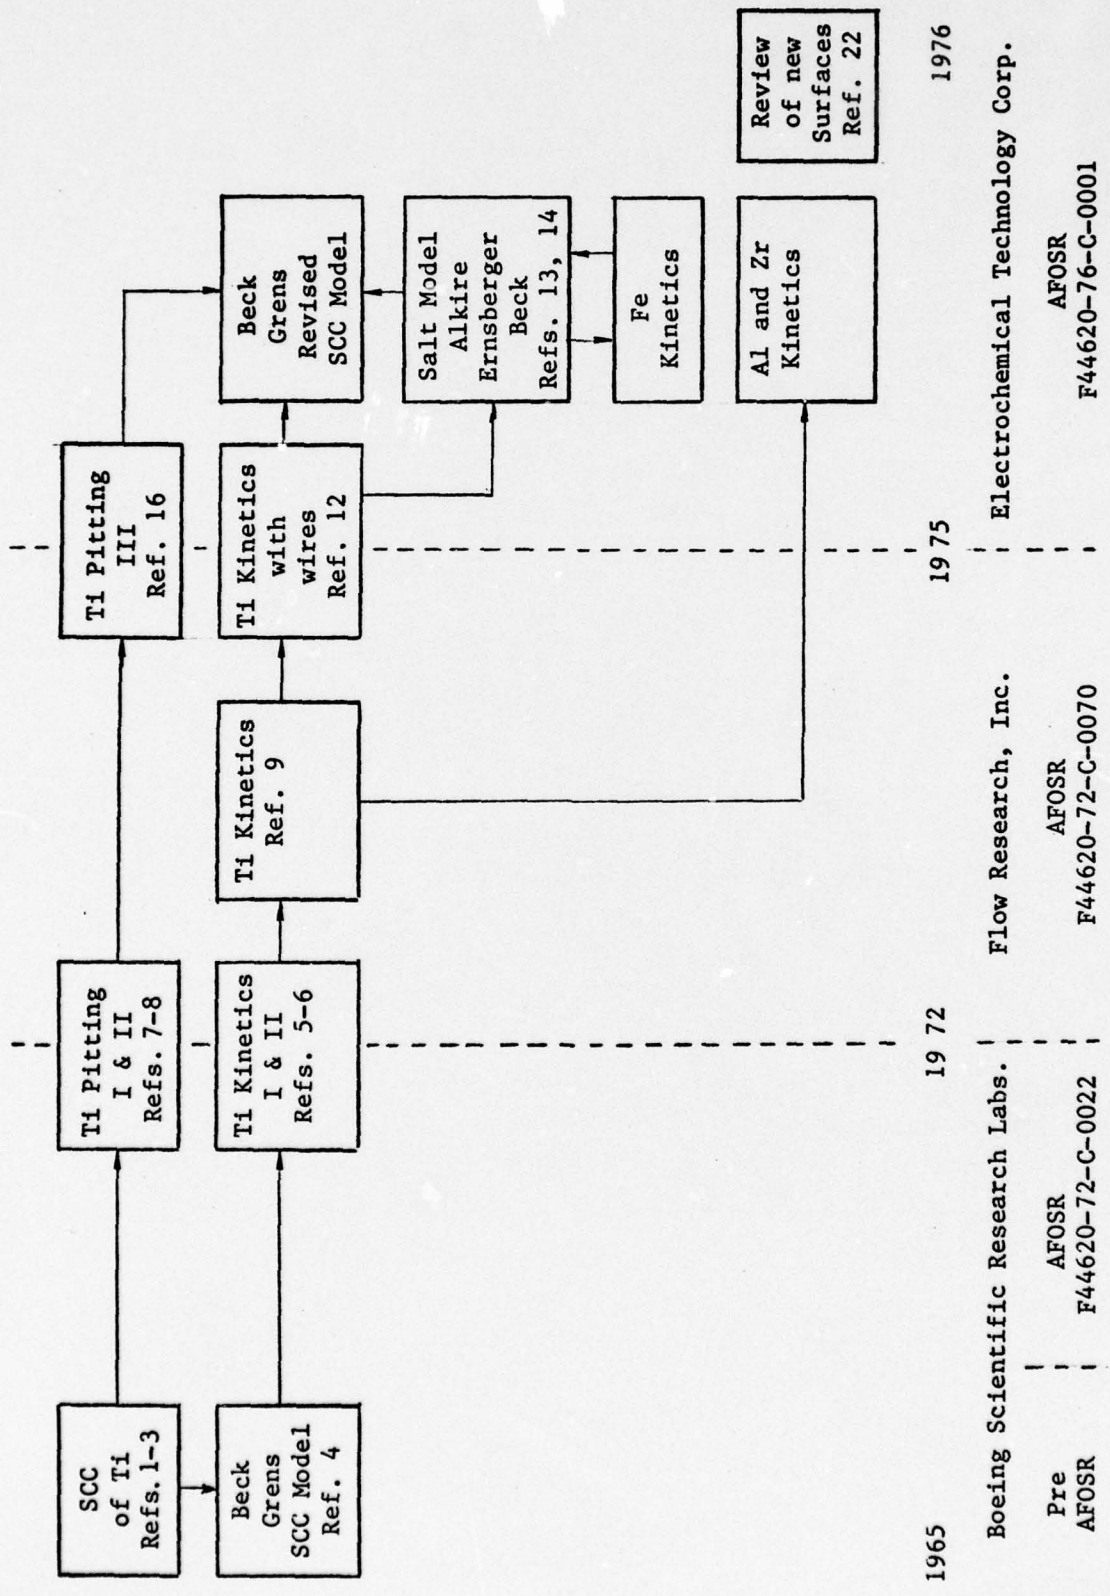 SCC
of Ti
Refs. 1-3
Ti Pitting
I & II
Refs. 7-8
Ti Pitting
III
Ref. 16
Beck
Grens
SCC Model
Ref. 4
Ti Kinetics
I & II
Refs. 5-6
Ti Kinetics
Ref. 9
Ti Kinetics
with
wires
Ref. 12
Beck
Grens
Revised
SCC Model
Salt Model
Alkire
Ernsberger
Beck
Refs. 13, 14
Fe
Kinetics
Al and Zr
Kinetics
Review
of new
Surfaces
Ref. 22
1965
1972
1975
1976
Boeing Scientific Research Labs.
Flow Research, Inc.
Electrochemical Technology Corp.
Pre
AFOSR
AFOSR
F44620-72-C-0022
AFOSR
F44620-72-C-0070
AFOSR
F44620-76-C-0001